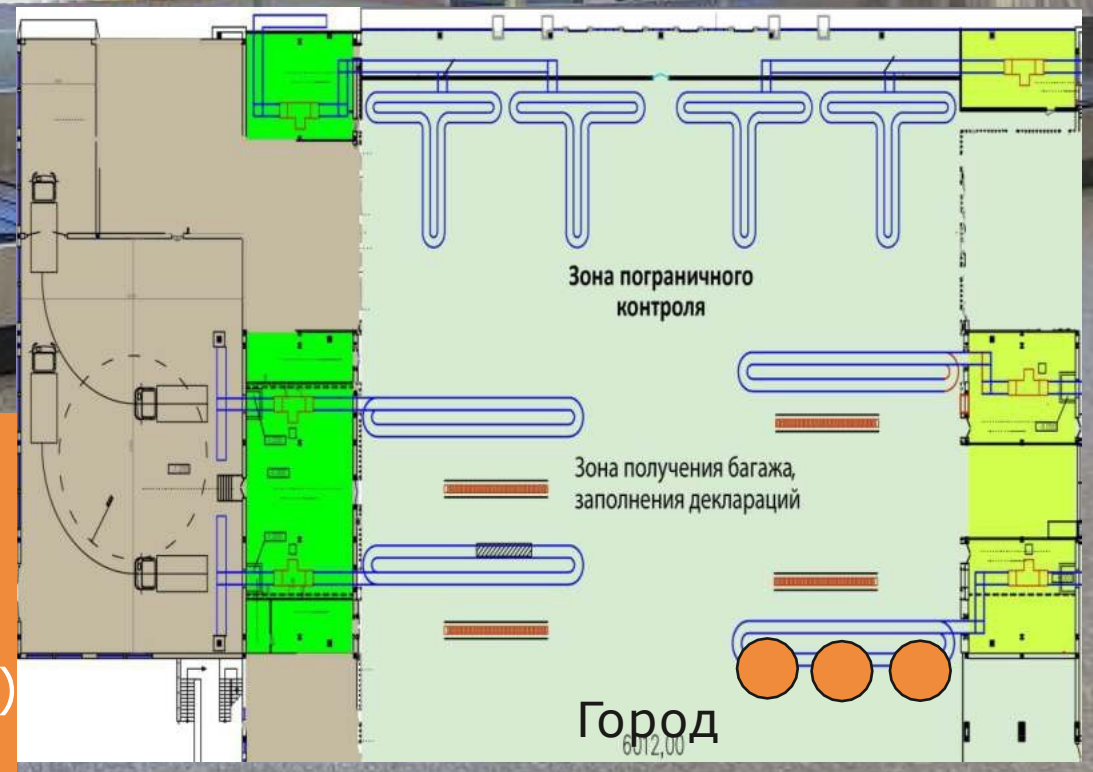 Зона пограничного
контроля
Зона получения багажа,
заполнения деклараций
)
Город
6012,00